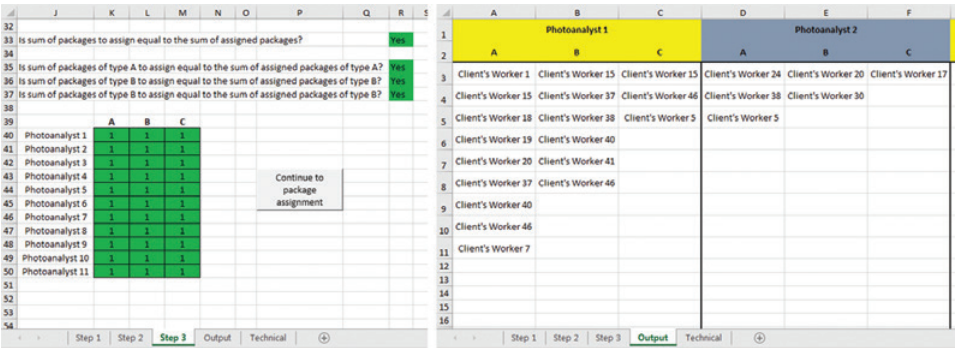 J K L M N O P Q R S
32
33 Is sum of packages to assign equal to the sum of assigned packages? Yes
34
35 Is sum of packages of type A to assign equal to the sum of assigned packages of type A? Yes
36 Is sum of packages of type B to assign equal to the sum of assigned packages of type B? Yes
37 Is sum of packages of type B to assign equal to the sum of assigned packages of type B? Yes
38
39 A B C
40 Photoanalyst 1 1 1 1
41 Photoanalyst 2 1 1 1
42 Photoanalyst 3 1 1 1
43 Photoanalyst 4 1 1 1
44 Photoanalyst 5 1 1 1
45 Photoanalyst 6 1 1 1
46 Photoanalyst 7 1 1 1
47 Photoanalyst 8 1 1 1
48 Photoanalyst 9 1 1 1
49 Photoanalyst 10 1 1 1
50 Photoanalyst 11 1 1 1
51
52
53
54
Continue to
package
assignment
Step 1 Step 2 Step 3 Output Technical
A B C D E F
1 Photoanalyst 1 Photoanalyst 2
2 A B C A B C
3 Client's Worker 1 Client's Worker 15 Client's Worker 15 Client's Worker 24 Client's Worker 20 Client's Worker 17
4 Client's Worker 15 Client's Worker 37 Client's Worker 46 Client's Worker 38 Client's Worker 30
5 Client's Worker 18 Client's Worker 38 Client's Worker 5 Client's Worker 5
6 Client's Worker 19 Client's Worker 40
7 Client's Worker 20 Client's Worker 41
8 Client's Worker 37 Client's Worker 46
9 Client's Worker 40
10 Client's Worker 46
11 Client's Worker 7
12
13
14
15
16
Step 1 Step 2 Step 3 Output Technical